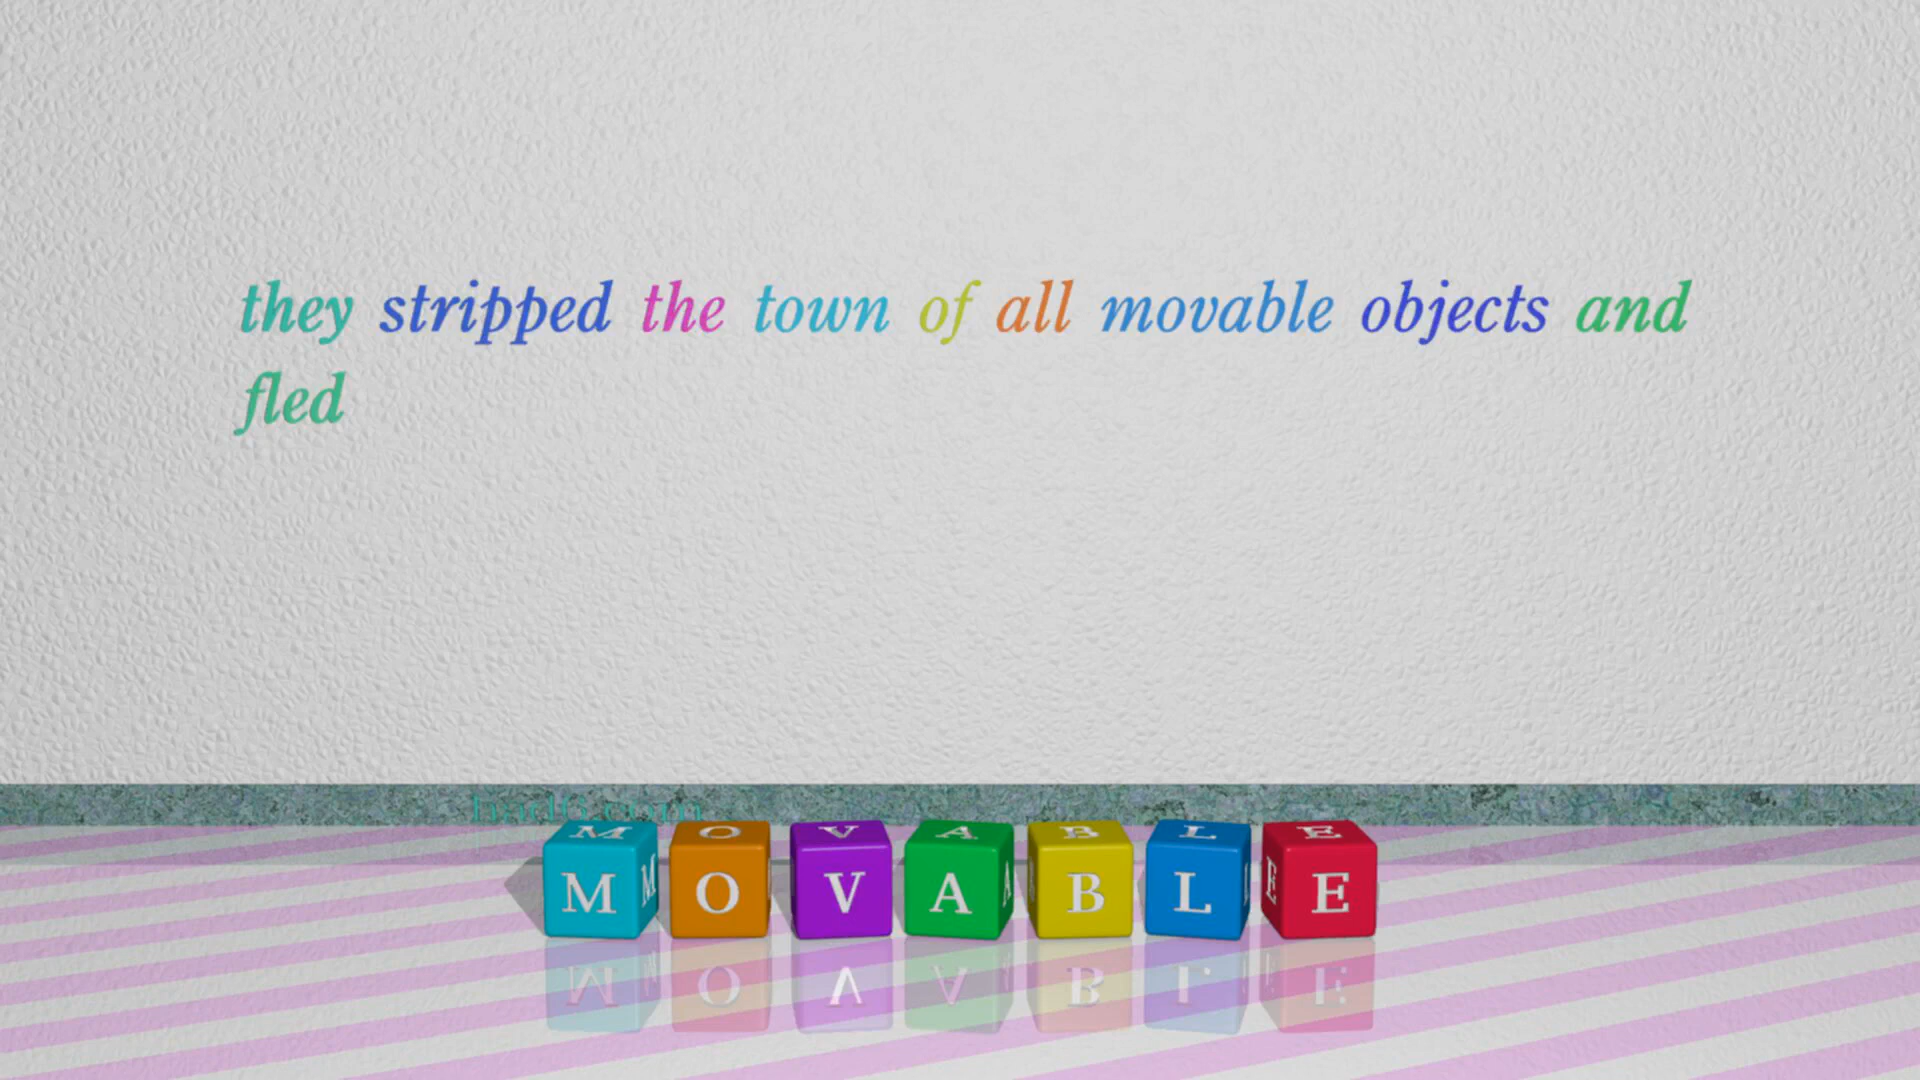 they stripped the town of all movable objects and
fled
MOVABLE